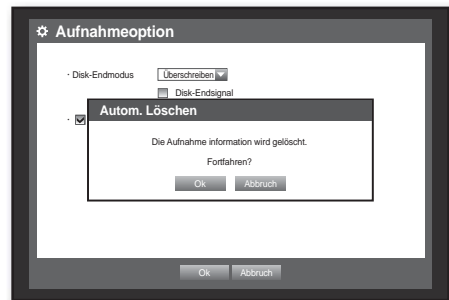 Aufnahmeoption
· Disk-Endmodus Überschreiben
Disk-Endsignal
Autom. Löschen
Die Aufnahme information wird gelöscht.
Fortfahren?
Ok Abbruch
Ok Abbruch